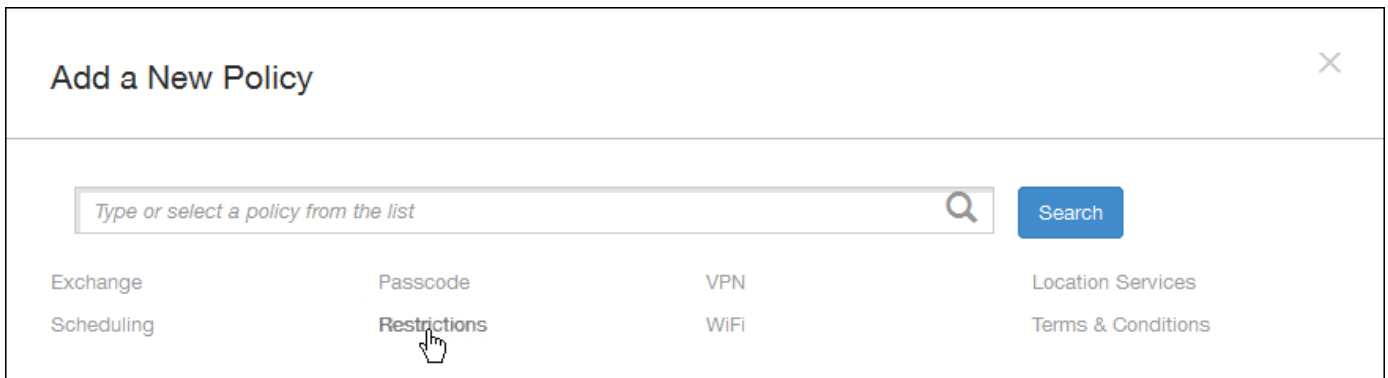 Add a New Policy
Type or select a policy from the list
Search
Exchange Passcode VPN Location Services
Scheduling Restrictions WiFi Terms & Conditions